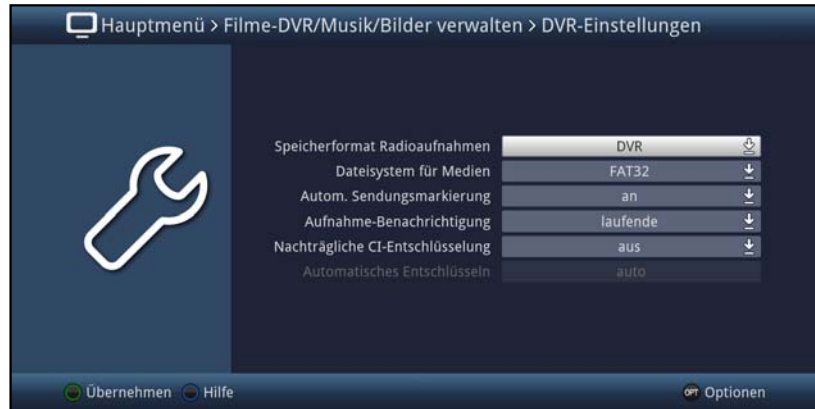 Hauptmenü > Filme-DVR/Musik/Bilder verwalten > DVR-Einstellungen
Speicherformat Radioaufnahmen DVR
Dateisystem für Medien FAT32
Autom. Sendungsmarkierung an
Aufnahme-Benachrichtigung laufende
Nachträgliche CI-Entschlüsselung aus
Automatisches Entschlüsseln auto
Übernehmen Hilfe OPT Optionen